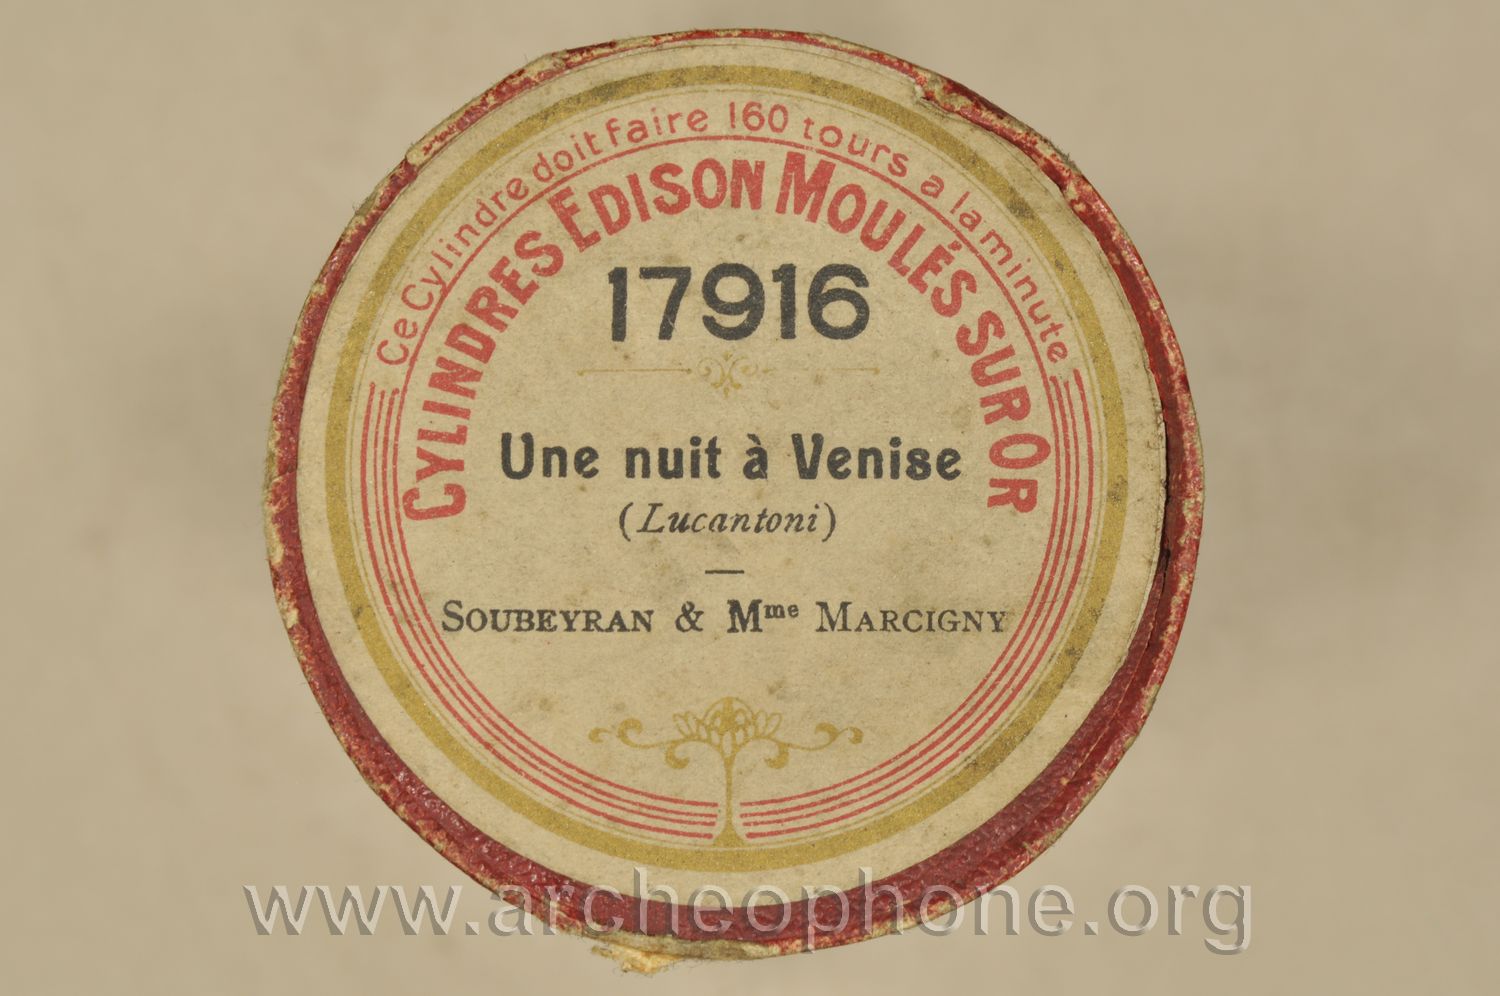 Ce Cylindre doit faire 160 tours a la minute
CYLINDRES EDISON MOULÉS SUR OR
17916
Une nuit à Venise
(Lucantoni)
—
SOUBEYRAN & Mme MARCIGNY
www.archeophone.org